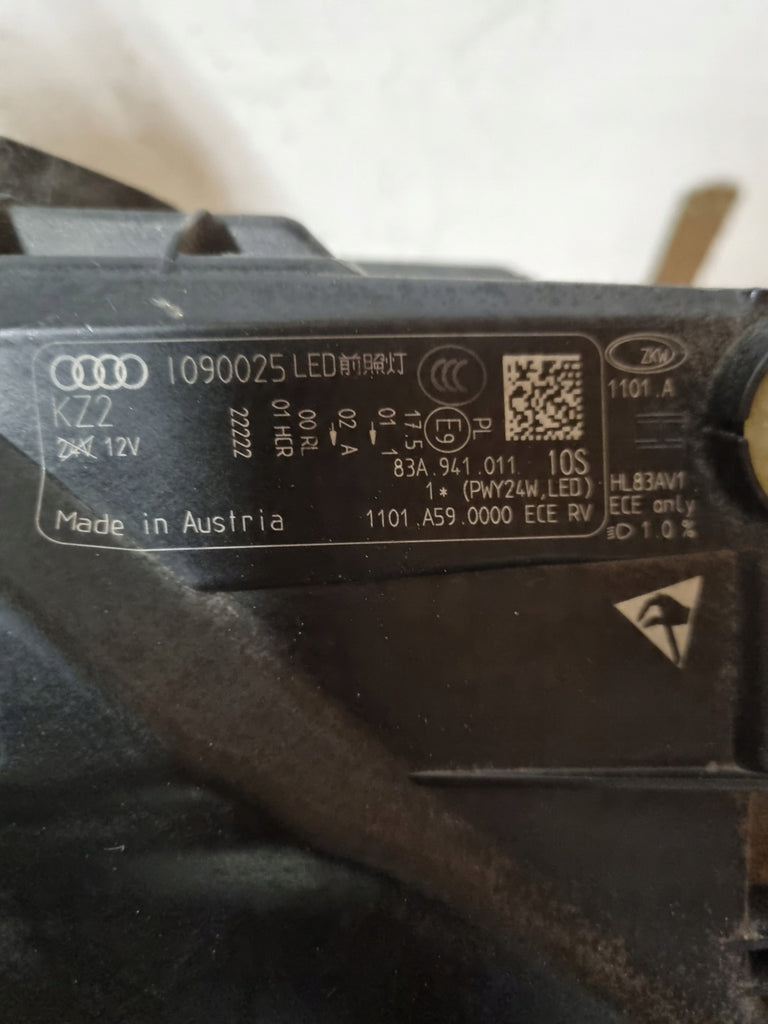 1090025 LED前照灯
KZ2
12V
22222
01 HCR
00 RL
02 A
01 1
17.5
E9
PL
83A.941.011 10S
1* (PWY24W,LED)
Made in Austria 1101.A59.0000 ECE RV
ZKW
1101.A
HL83AV1
ECE only
1.0%